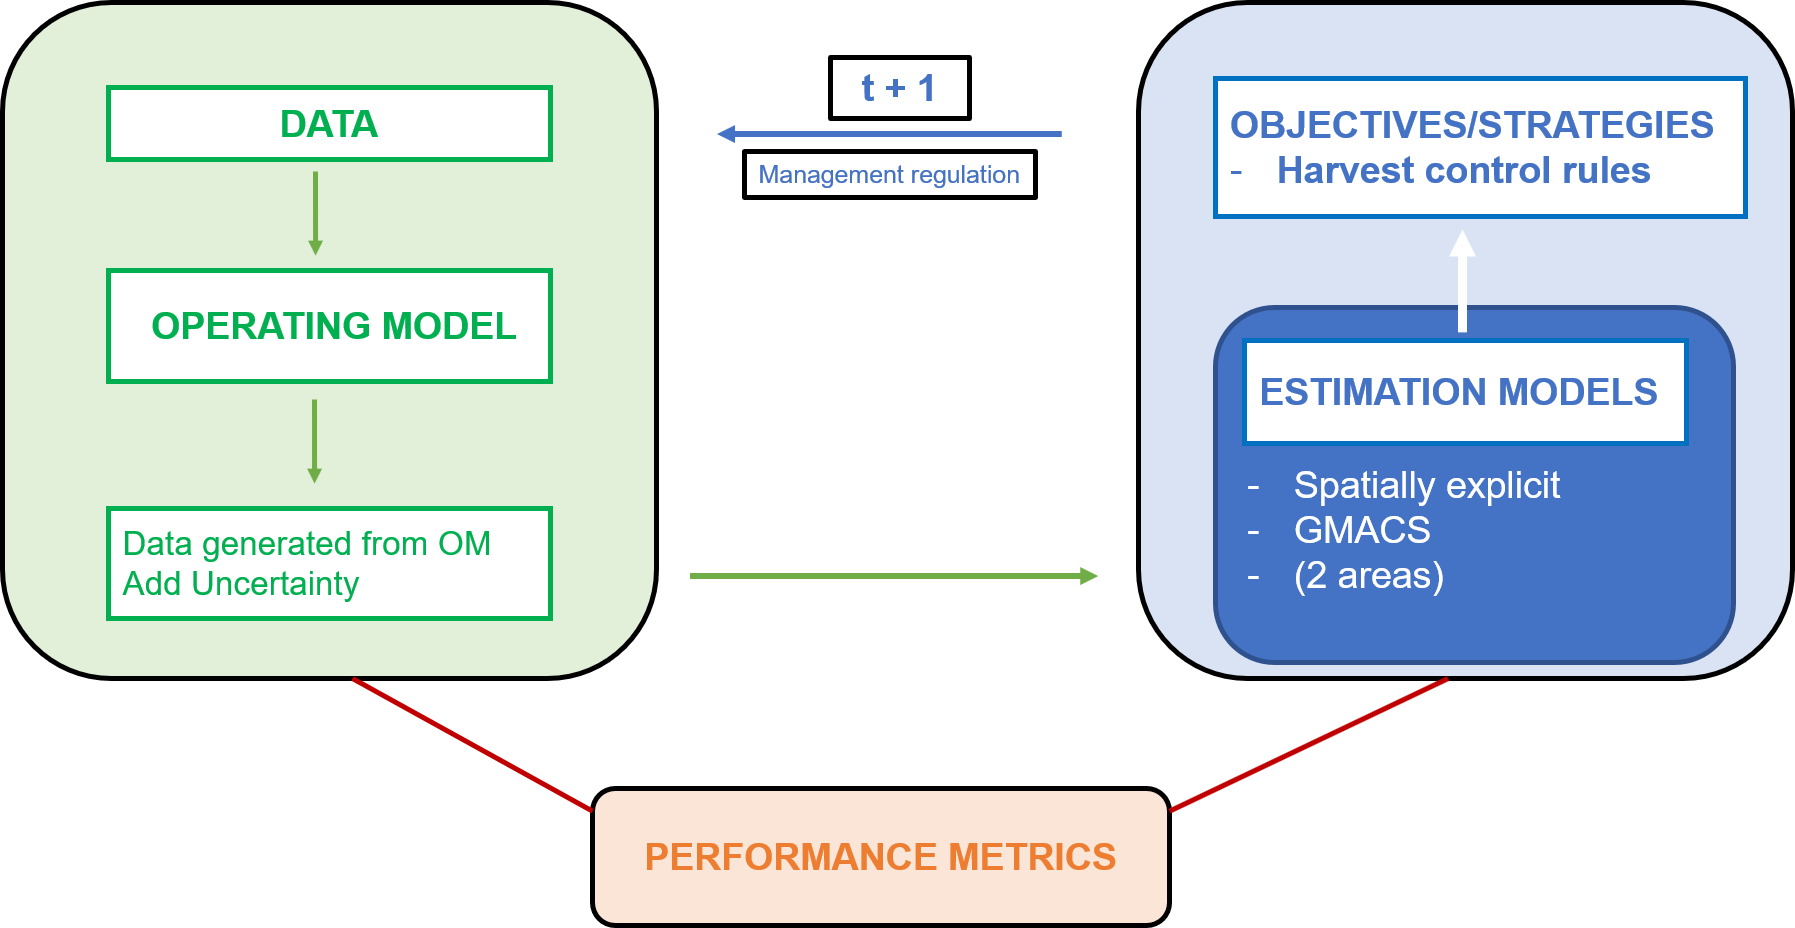 DATA
OPERATING MODEL
Data generated from OM
Add Uncertainty
t + 1
Management regulation
OBJECTIVES/STRATEGIES
- Harvest control rules
ESTIMATION MODELS
- Spatially explicit
- GMACS
- (2 areas)
PERFORMANCE METRICS